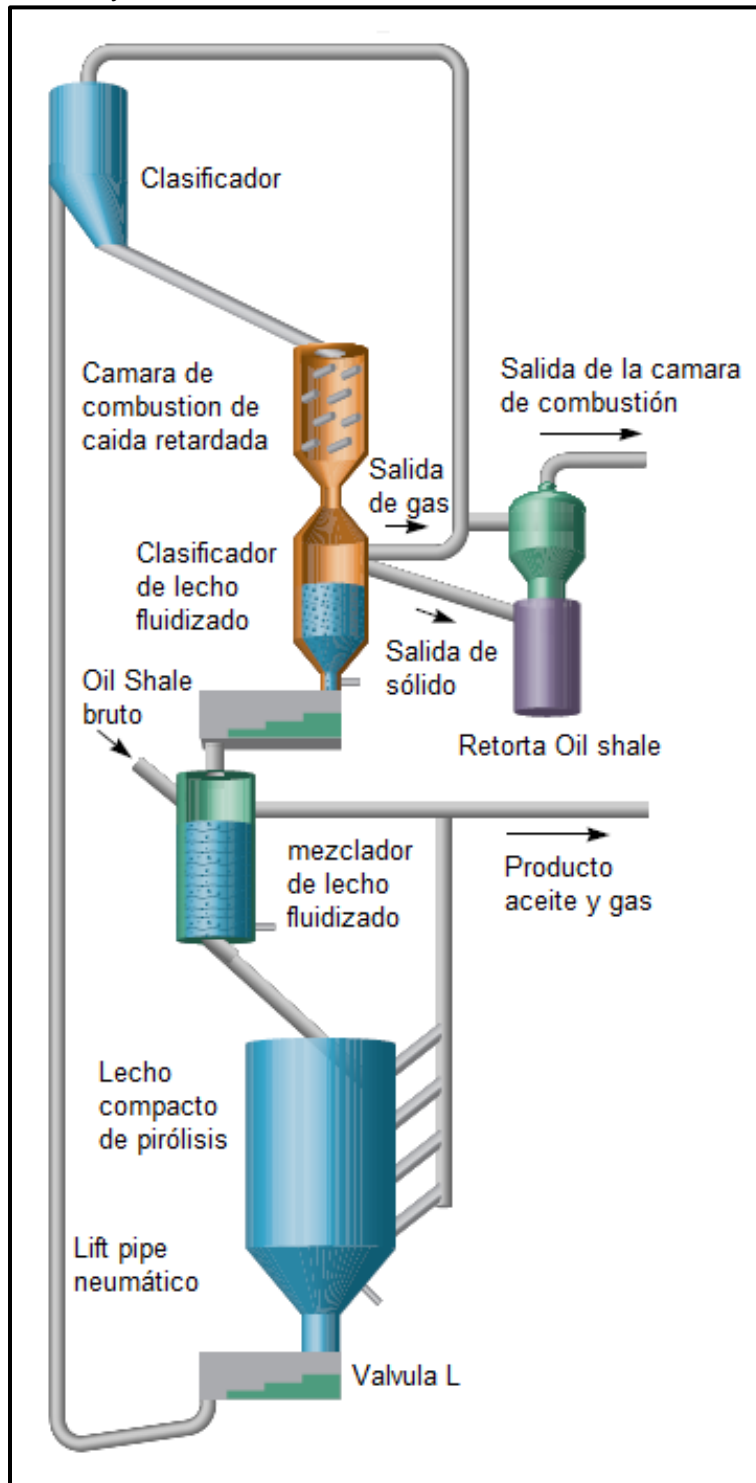 Clasificador
Camara de
combustion de
caida retardada
Salida de la camara
de combustión
Salida
de gas
Clasificador
de lecho
fluidizado
Salida de
sólido
Oil Shale
bruto
Retorta Oil shale
mezclador
de lecho
fluidizado
Producto
aceite y gas
Lecho
compacto
de pirólisis
Lift pipe
neumático
Valvula L